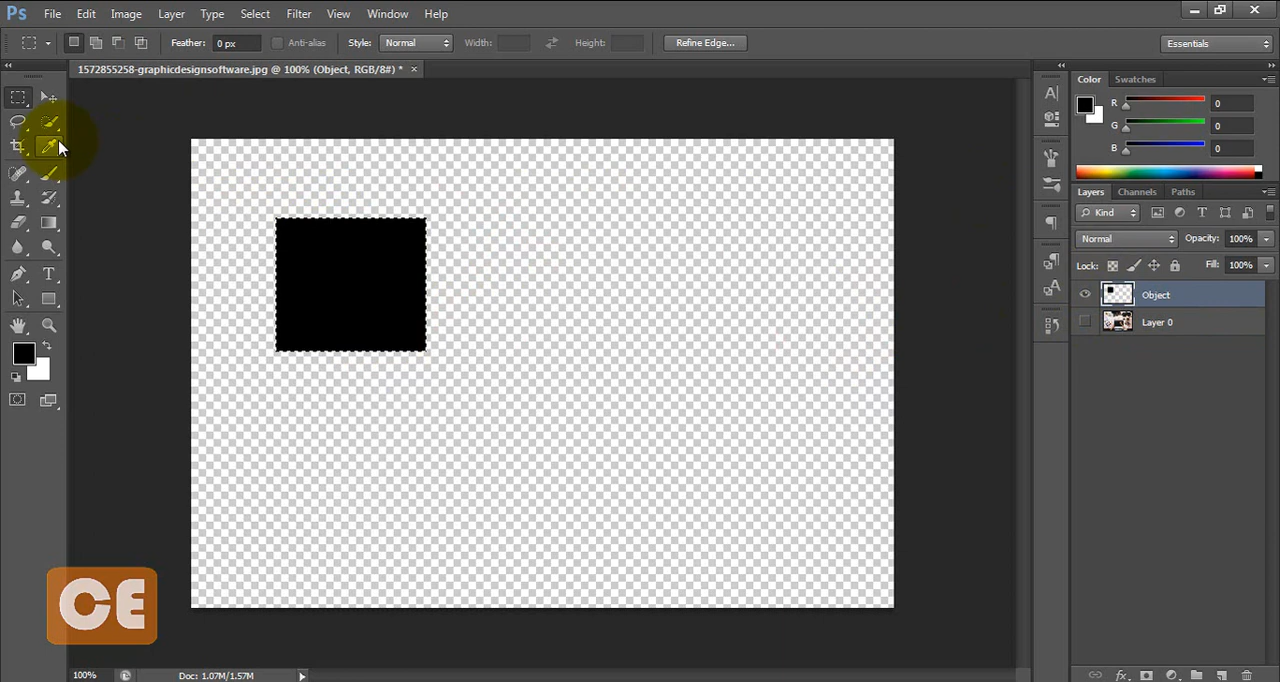 Ps File Edit Image Layer Type Select Filter View Window Help
Feather: 0 px Anti-alias Style: Normal Width: Height: Refine Edge... Essentials
1572855258-graphicdesignsoftware.jpg @ 100% (Object, RGB/8#) * ×
Color Swatches
R 0
G 0
B 0
Layers Channels Paths
Kind
Normal Opacity: 100%
Lock: Fill: 100%
Object
Layer 0
CE
100% Doc: 1.07M/1.57M